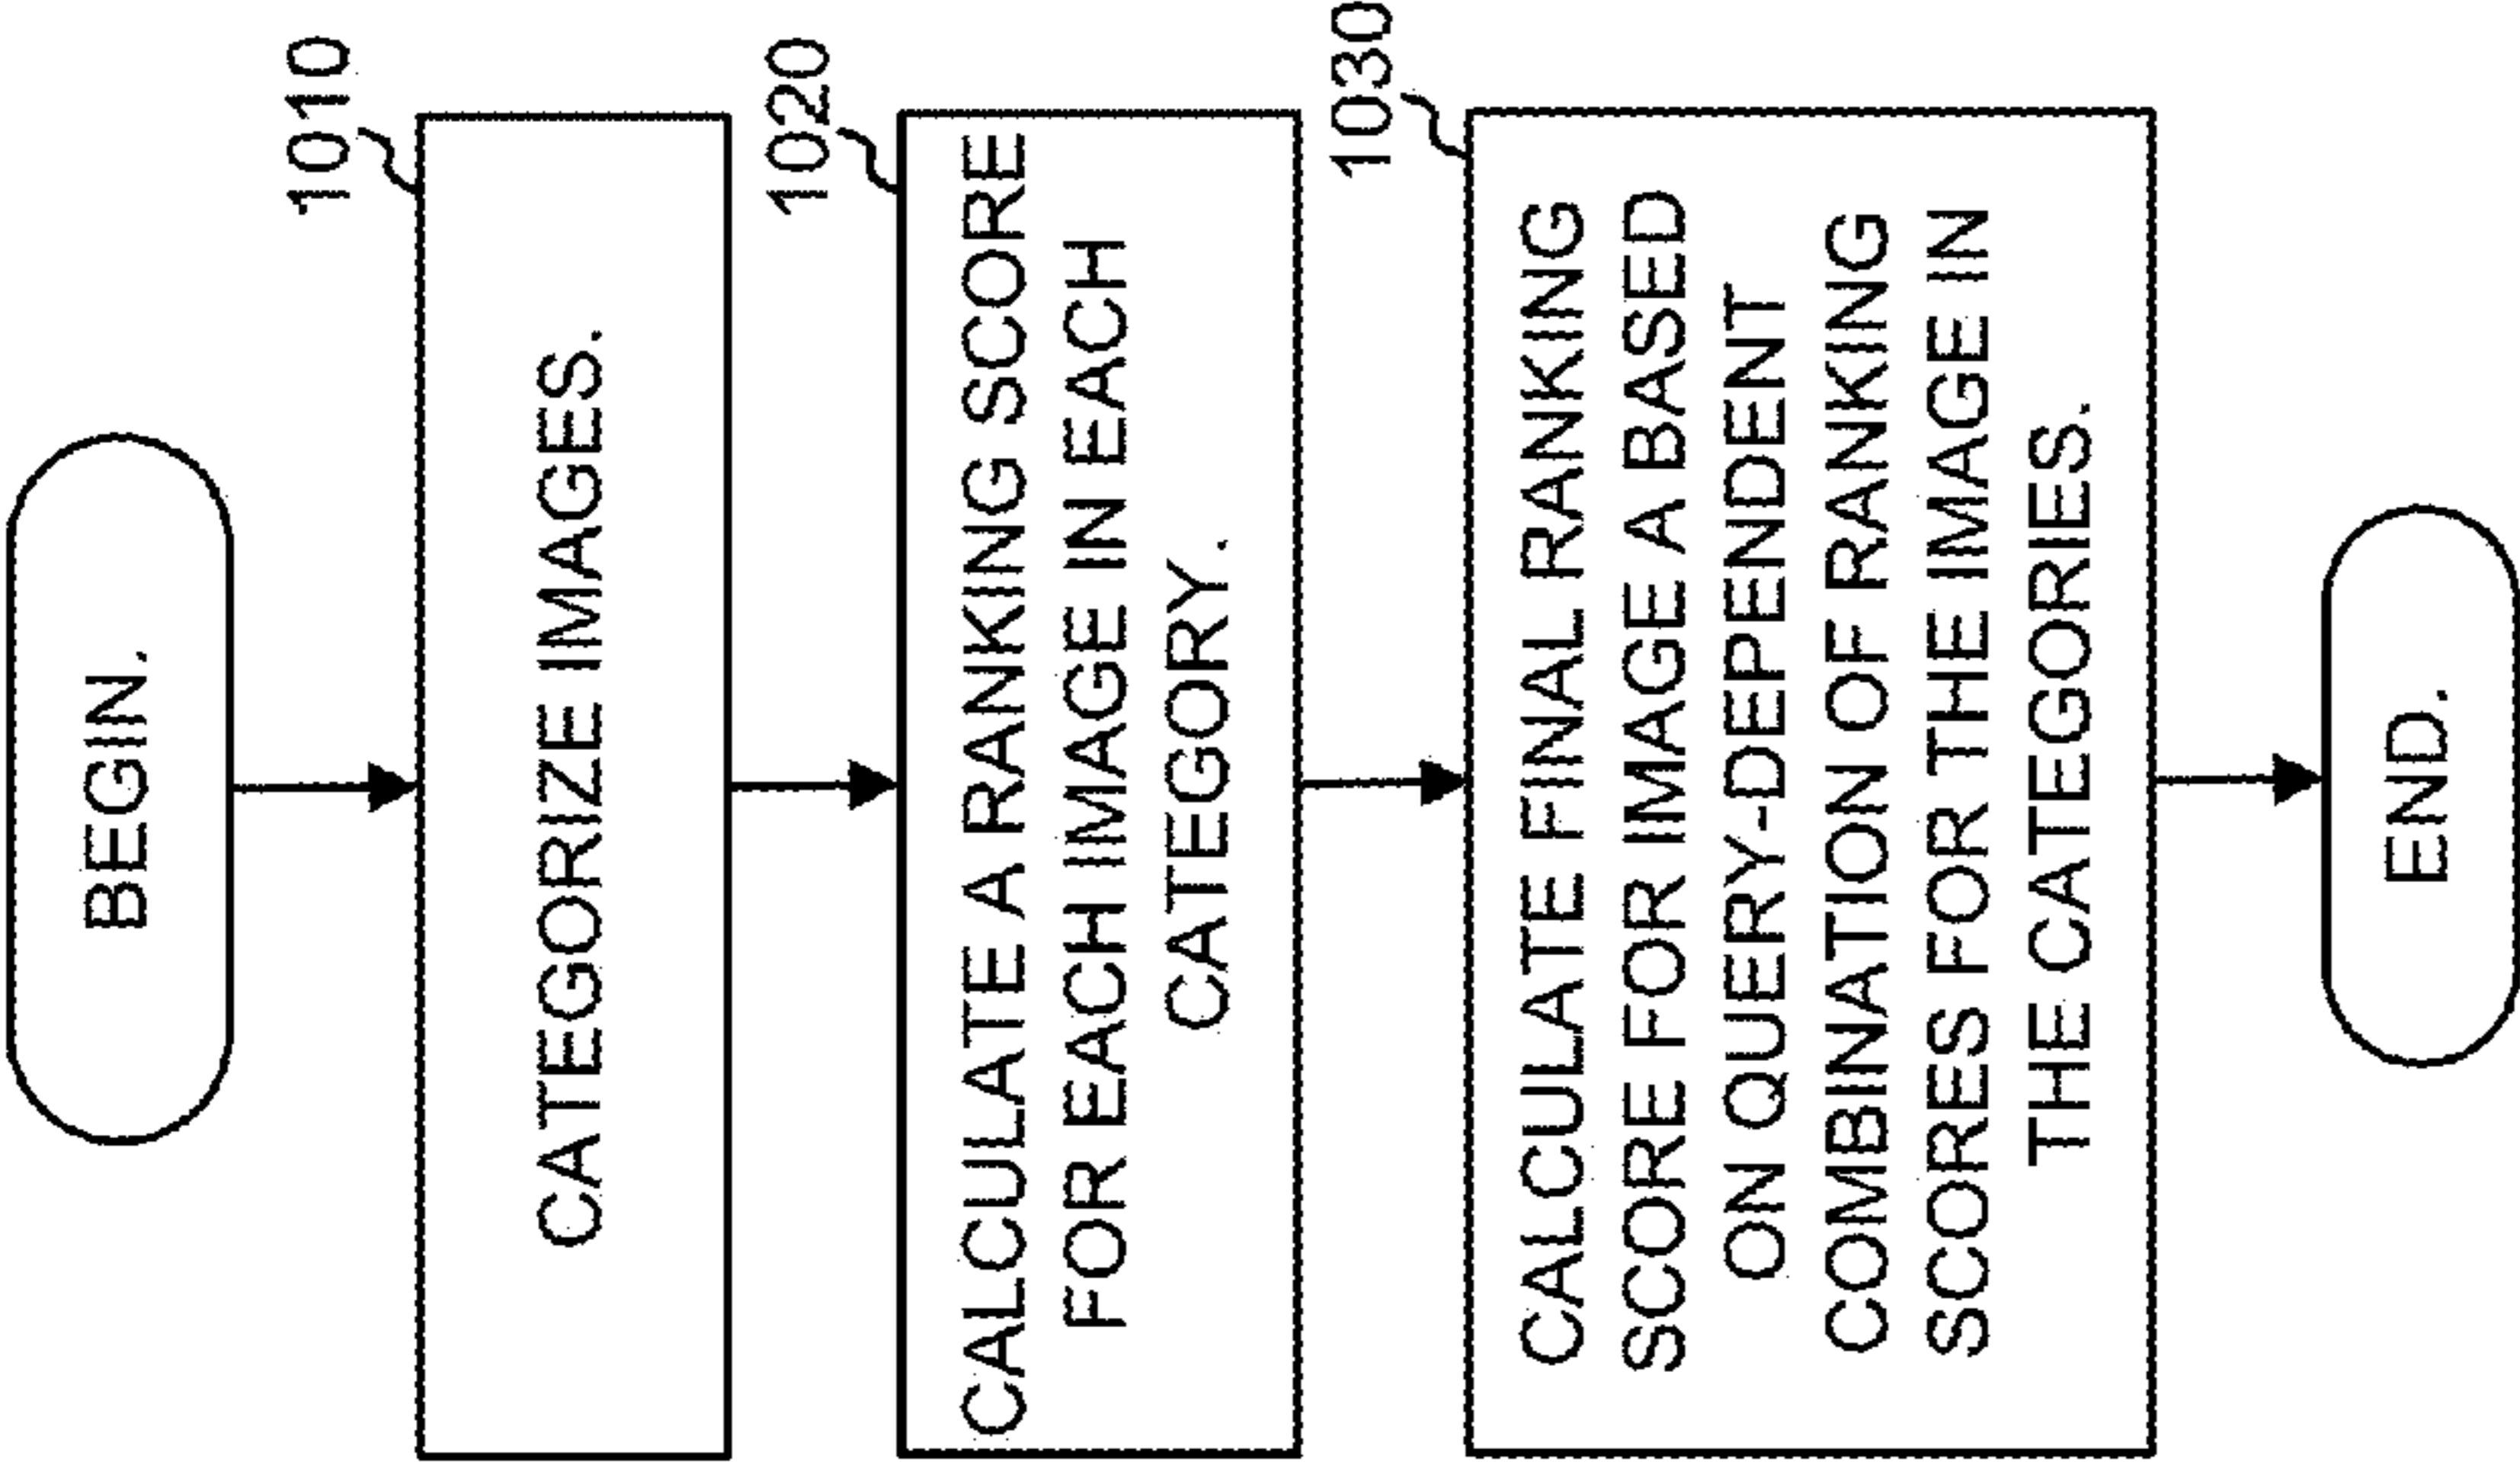 BEGIN.
1010
CATEGORIZE IMAGES.
1020
CALCULATE A RANKING SCORE
FOR EACH IMAGE IN EACH
CATEGORY.
1030
CALCULATE FINAL RANKING
SCORE FOR IMAGE A BASED
ON QUERY-DEPENDENT
COMBINATION OF RANKING
SCORES FOR THE IMAGE IN
THE CATEGORIES.
END.